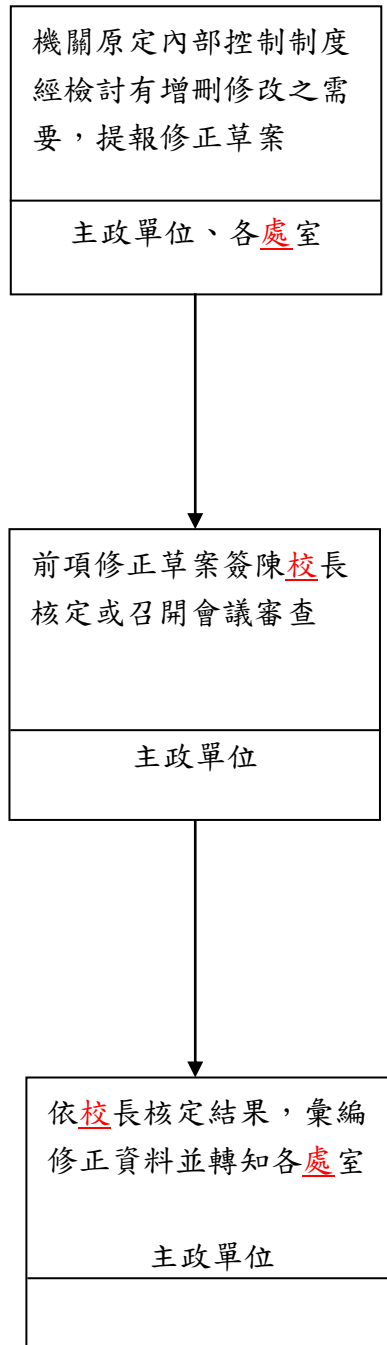 機關原定內部控制制度
經檢討有增刪修改之需
要，提報修正草案
主政單位、各處室
前項修正草案簽陳校長
核定或召開會議審查
主政單位
依校長核定結果，彙編
修正資料並轉知各處室
主政單位